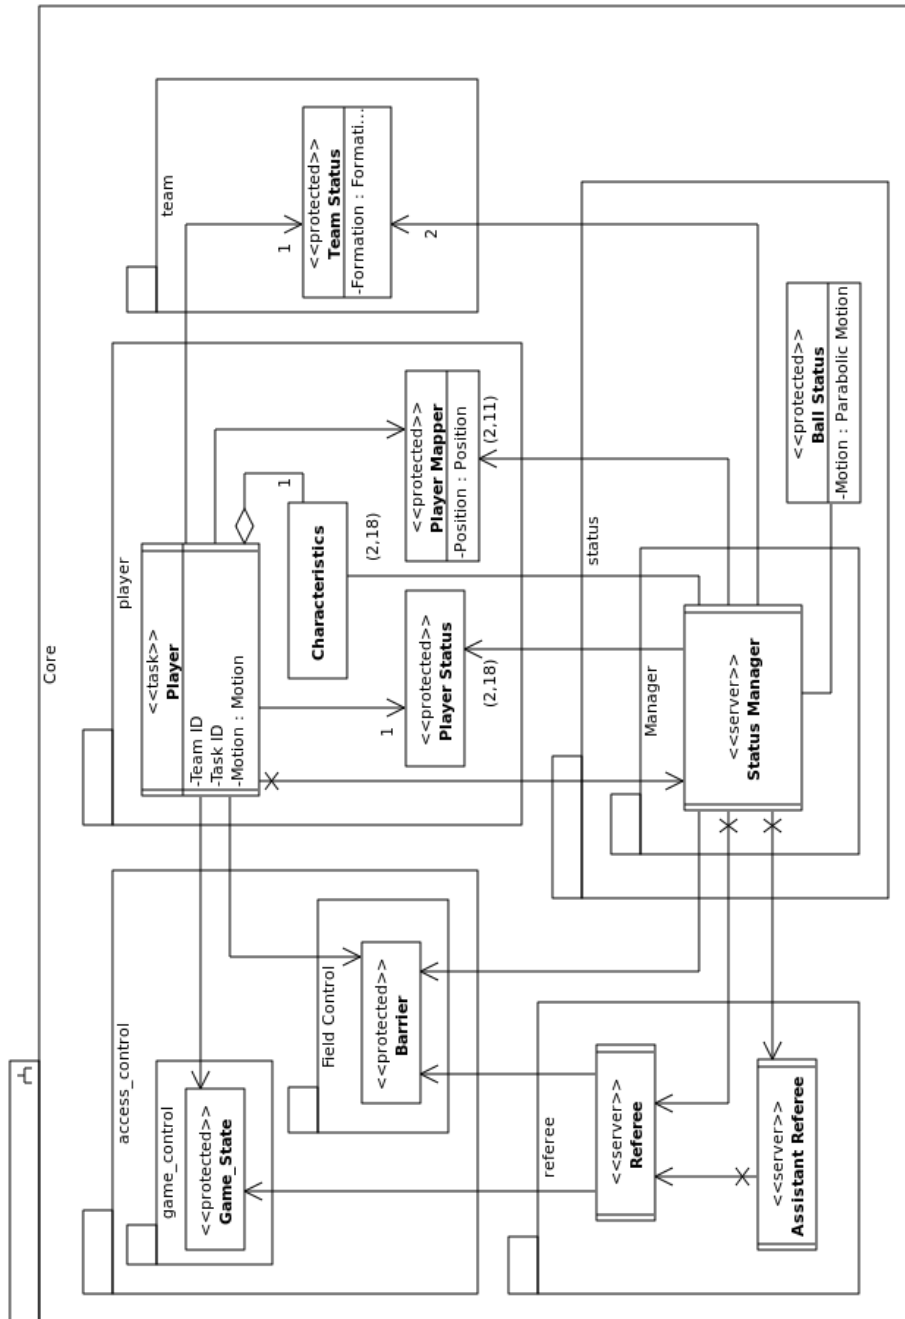 Core
access_control
game_control
<<protected>>
Game_State
Field Control
<<protected>>
Barrier
player
<<task>>
Player
-Team ID
-Task ID
-Motion : Motion
Characteristics
1
(2,18)
1
<<protected>>
Player Status
(2,18)
<<protected>>
Player Mapper
-Position : Position
(2,11)
team
1
<<protected>>
Team Status
-Formation : Formati...
2
referee
<<server>>
Referee
<<server>>
Assistant Referee
status
Manager
<<server>>
Status Manager
<<protected>>
Ball Status
-Motion : Parabolic Motion